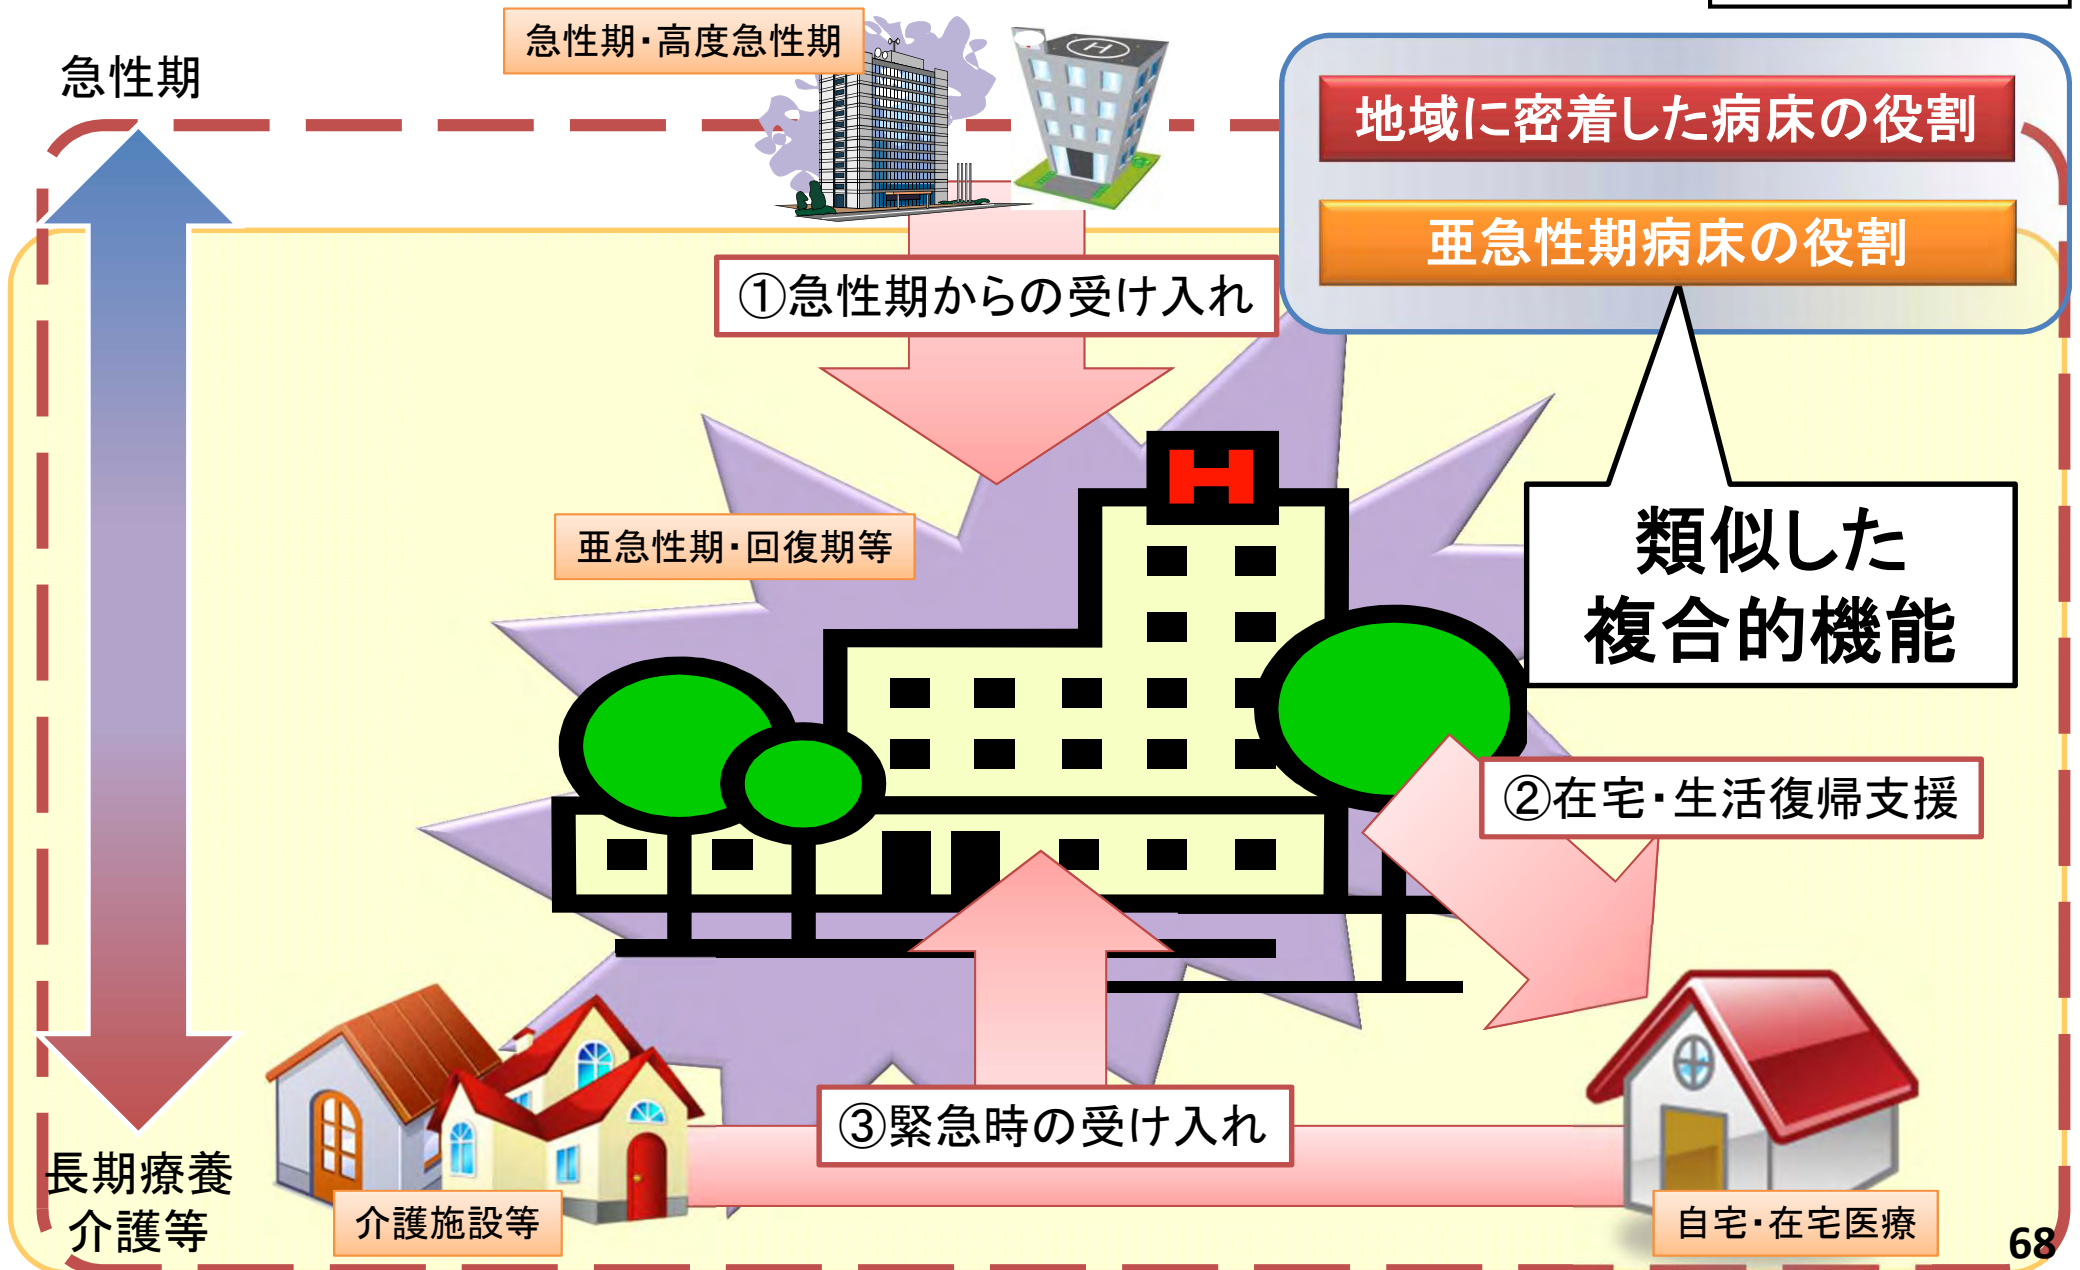 急性期・高度急性期
急性期
地域に密着した病床の役割
亜急性期病床の役割
①急性期からの受け入れ
H
H
類似した
複合的機能
亜急性期・回復期等
②在宅・生活復帰支援
③緊急時の受け入れ
長期療養
介護等
介護施設等
自宅・在宅医療
68